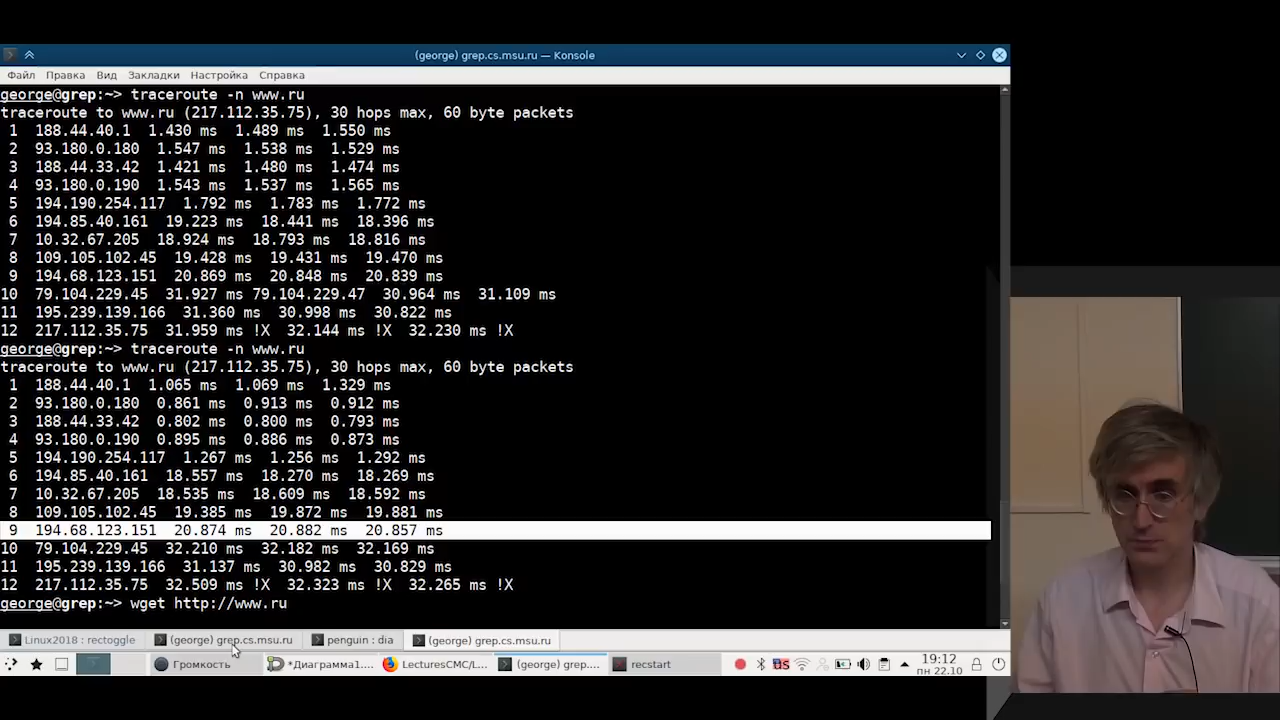 (george) grep.cs.msu.ru — Konsole
Файл Правка Вид Закладки Настройка Справка
george@grep:~> traceroute -n www.ru
traceroute to www.ru (217.112.35.75), 30 hops max, 60 byte packets
1 188.44.40.1 1.430 ms 1.489 ms 1.550 ms
2 93.180.0.180 1.547 ms 1.538 ms 1.529 ms
3 188.44.33.42 1.421 ms 1.480 ms 1.474 ms
4 93.180.0.190 1.543 ms 1.537 ms 1.565 ms
5 194.190.254.117 1.792 ms 1.783 ms 1.772 ms
6 194.85.40.161 19.223 ms 18.441 ms 18.396 ms
7 10.32.67.205 18.924 ms 18.793 ms 18.816 ms
8 109.105.102.45 19.428 ms 19.431 ms 19.470 ms
9 194.68.123.151 20.869 ms 20.848 ms 20.839 ms
10 79.104.229.45 31.927 ms 79.104.229.47 30.964 ms 31.109 ms
11 195.239.139.166 31.360 ms 30.998 ms 30.822 ms
12 217.112.35.75 31.959 ms !X 32.144 ms !X 32.230 ms !X
george@grep:~> traceroute -n www.ru
traceroute to www.ru (217.112.35.75), 30 hops max, 60 byte packets
1 188.44.40.1 1.065 ms 1.069 ms 1.329 ms
2 93.180.0.180 0.861 ms 0.913 ms 0.912 ms
3 188.44.33.42 0.802 ms 0.800 ms 0.793 ms
4 93.180.0.190 0.895 ms 0.886 ms 0.873 ms
5 194.190.254.117 1.267 ms 1.256 ms 1.292 ms
6 194.85.40.161 18.557 ms 18.270 ms 18.269 ms
7 10.32.67.205 18.535 ms 18.609 ms 18.592 ms
8 109.105.102.45 19.385 ms 19.872 ms 19.881 ms
9 194.68.123.151 20.874 ms 20.882 ms 20.857 ms
10 79.104.229.45 32.210 ms 32.182 ms 32.169 ms
11 195.239.139.166 31.137 ms 30.982 ms 30.829 ms
12 217.112.35.75 32.509 ms !X 32.323 ms !X 32.265 ms !X
george@grep:~> wget http://www.ru
Linux2018 : rectoggle (george) grep.cs.msu.ru penguin : dia (george) grep.cs.msu.ru
Громкость *Диаграмма1.... LecturesCMC/L... (george) grep.... recstart US 19:12
пн 22.10